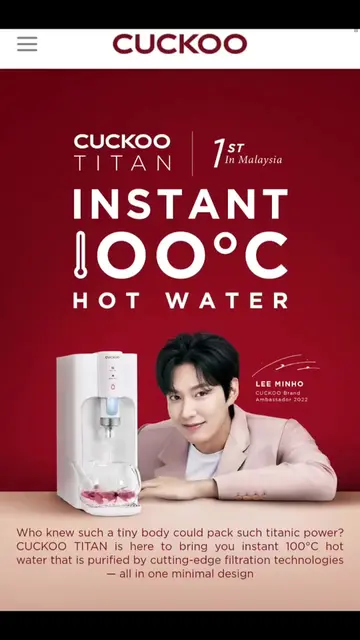 CUCKOO
CUCKOO
TITAN
1ST
In Malaysia
INSTANT
100°C
HOT WATER
LEE MINHO
CUCKOO Brand
Ambassador 2022
Who knew such a tiny body could pack such titanic power?
CUCKOO TITAN is here to bring you instant 100°C hot
water that is purified by cutting-edge filtration technologies
— all in one minimal design